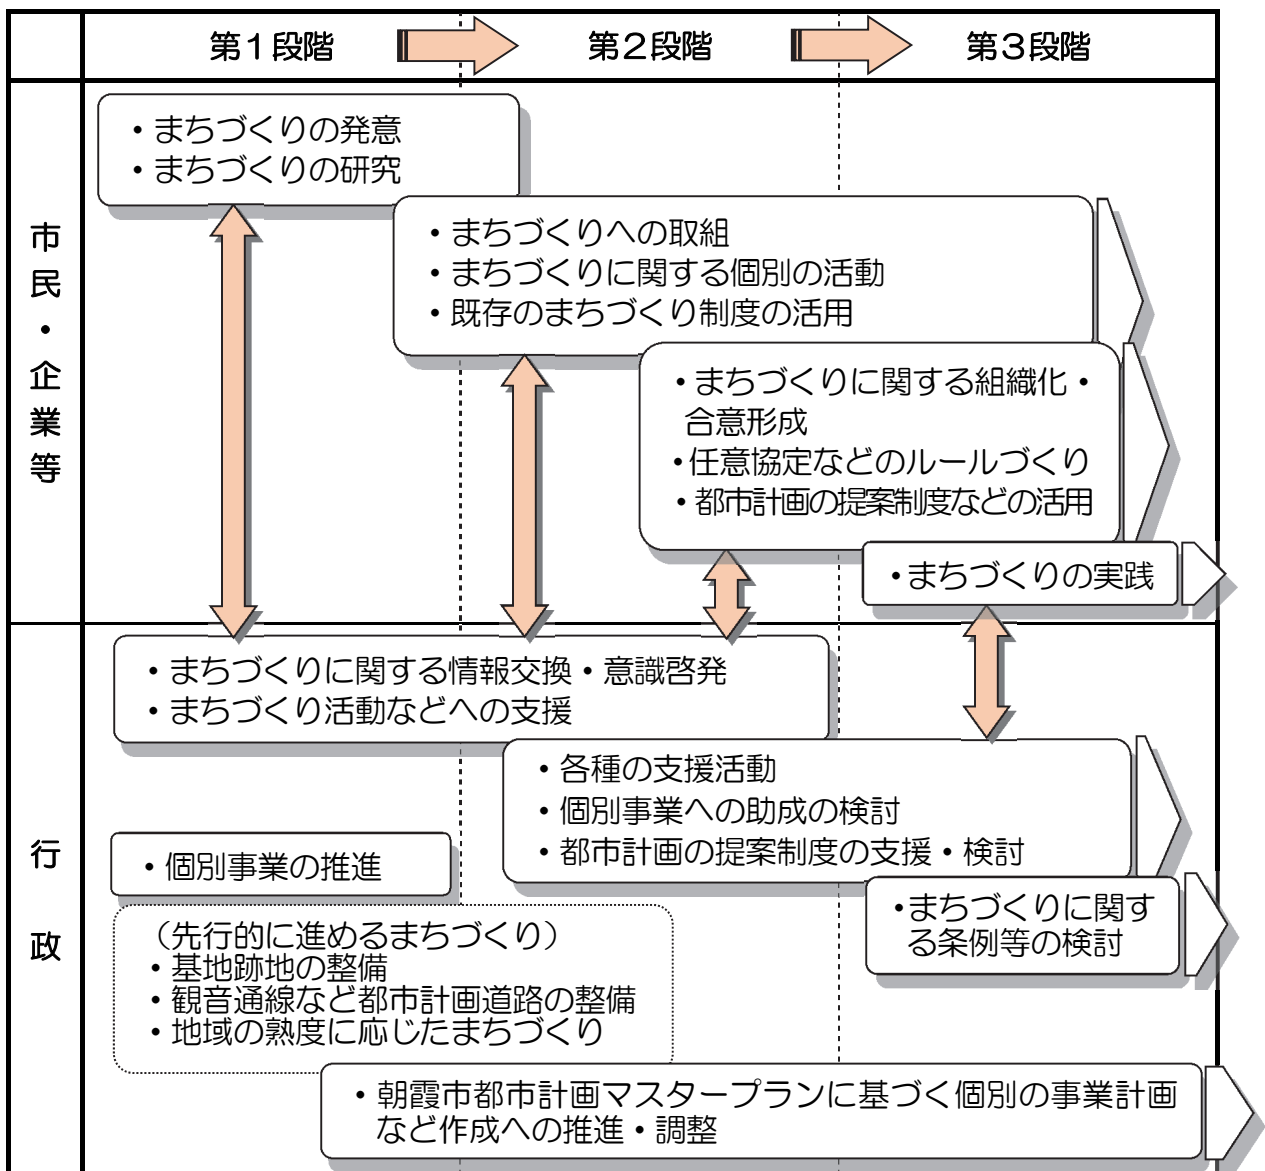 第1段階
第2段階
第3段階
市民・企業等
・まちづくりの発意
・まちづくりの研究
・まちづくりへの取組
・まちづくりに関する個別の活動
・既存のまちづくり制度の活用
・まちづくりに関する組織化・
合意形成
・任意協定などのルールづくり
・都市計画の提案制度などの活用
・まちづくりの実践
行政
・まちづくりに関する情報交換・意識啓発
・まちづくり活動などへの支援
・各種の支援活動
・個別事業への助成の検討
・都市計画の提案制度の支援・検討
・個別事業の推進
・まちづくりに関す
る条例等の検討
（先行的に進めるまちづくり）
・基地跡地の整備
・観音通線など都市計画道路の整備
・地域の熟度に応じたまちづくり
・朝霞市都市計画マスタープランに基づく個別の事業計画
など作成への推進・調整